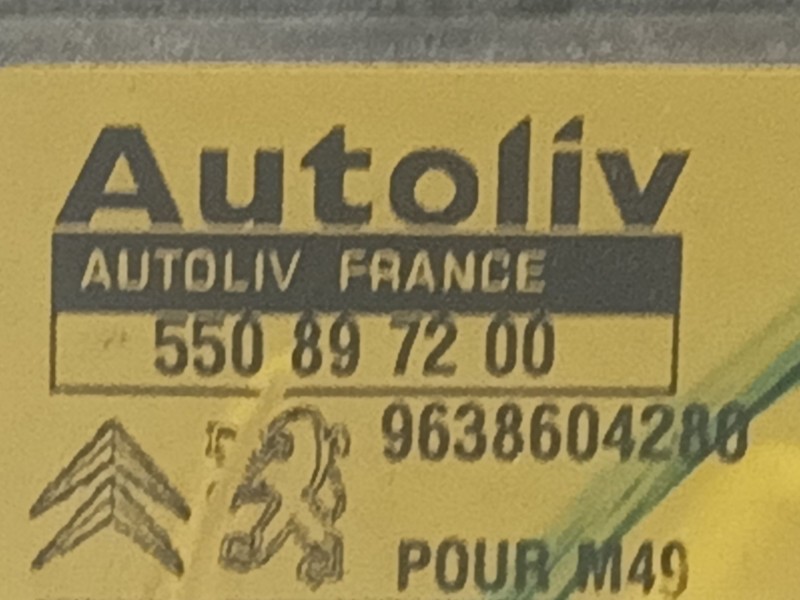 Autoliv
AUTOLIV FRANCE
550 89 72 00
9638604280
POUR M49